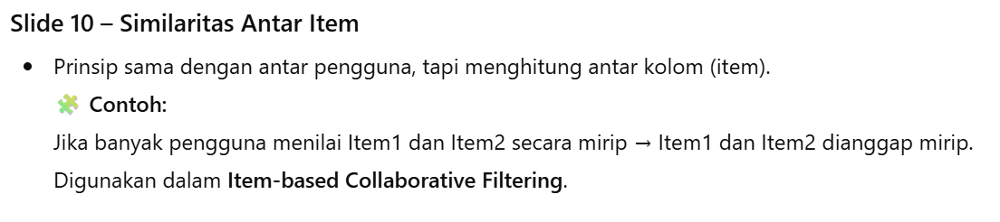 Slide 10 – Similaritas Antar Item
• Prinsip sama dengan antar pengguna, tapi menghitung antar kolom (item).
🧩 Contoh:
Jika banyak pengguna menilai Item1 dan Item2 secara mirip → Item1 dan Item2 dianggap mirip.
Digunakan dalam Item-based Collaborative Filtering.